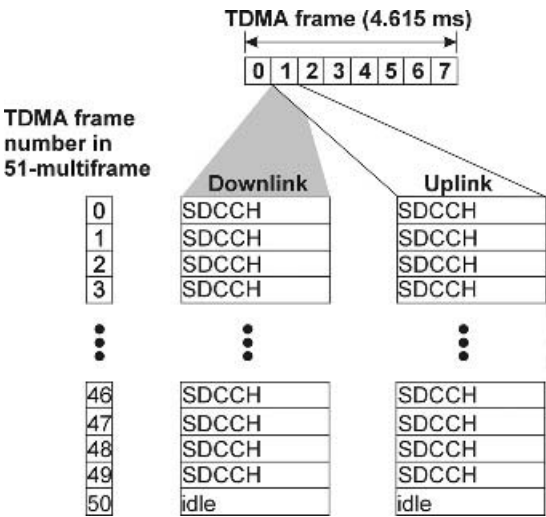 TDMA frame (4.615 ms)
0 1 2 3 4 5 6 7
TDMA frame
number in
51-multiframe
Downlink Uplink
0 SDCCH SDCCH
1 SDCCH SDCCH
2 SDCCH SDCCH
3 SDCCH SDCCH
46 SDCCH SDCCH
47 SDCCH SDCCH
48 SDCCH SDCCH
49 SDCCH SDCCH
50 idle idle